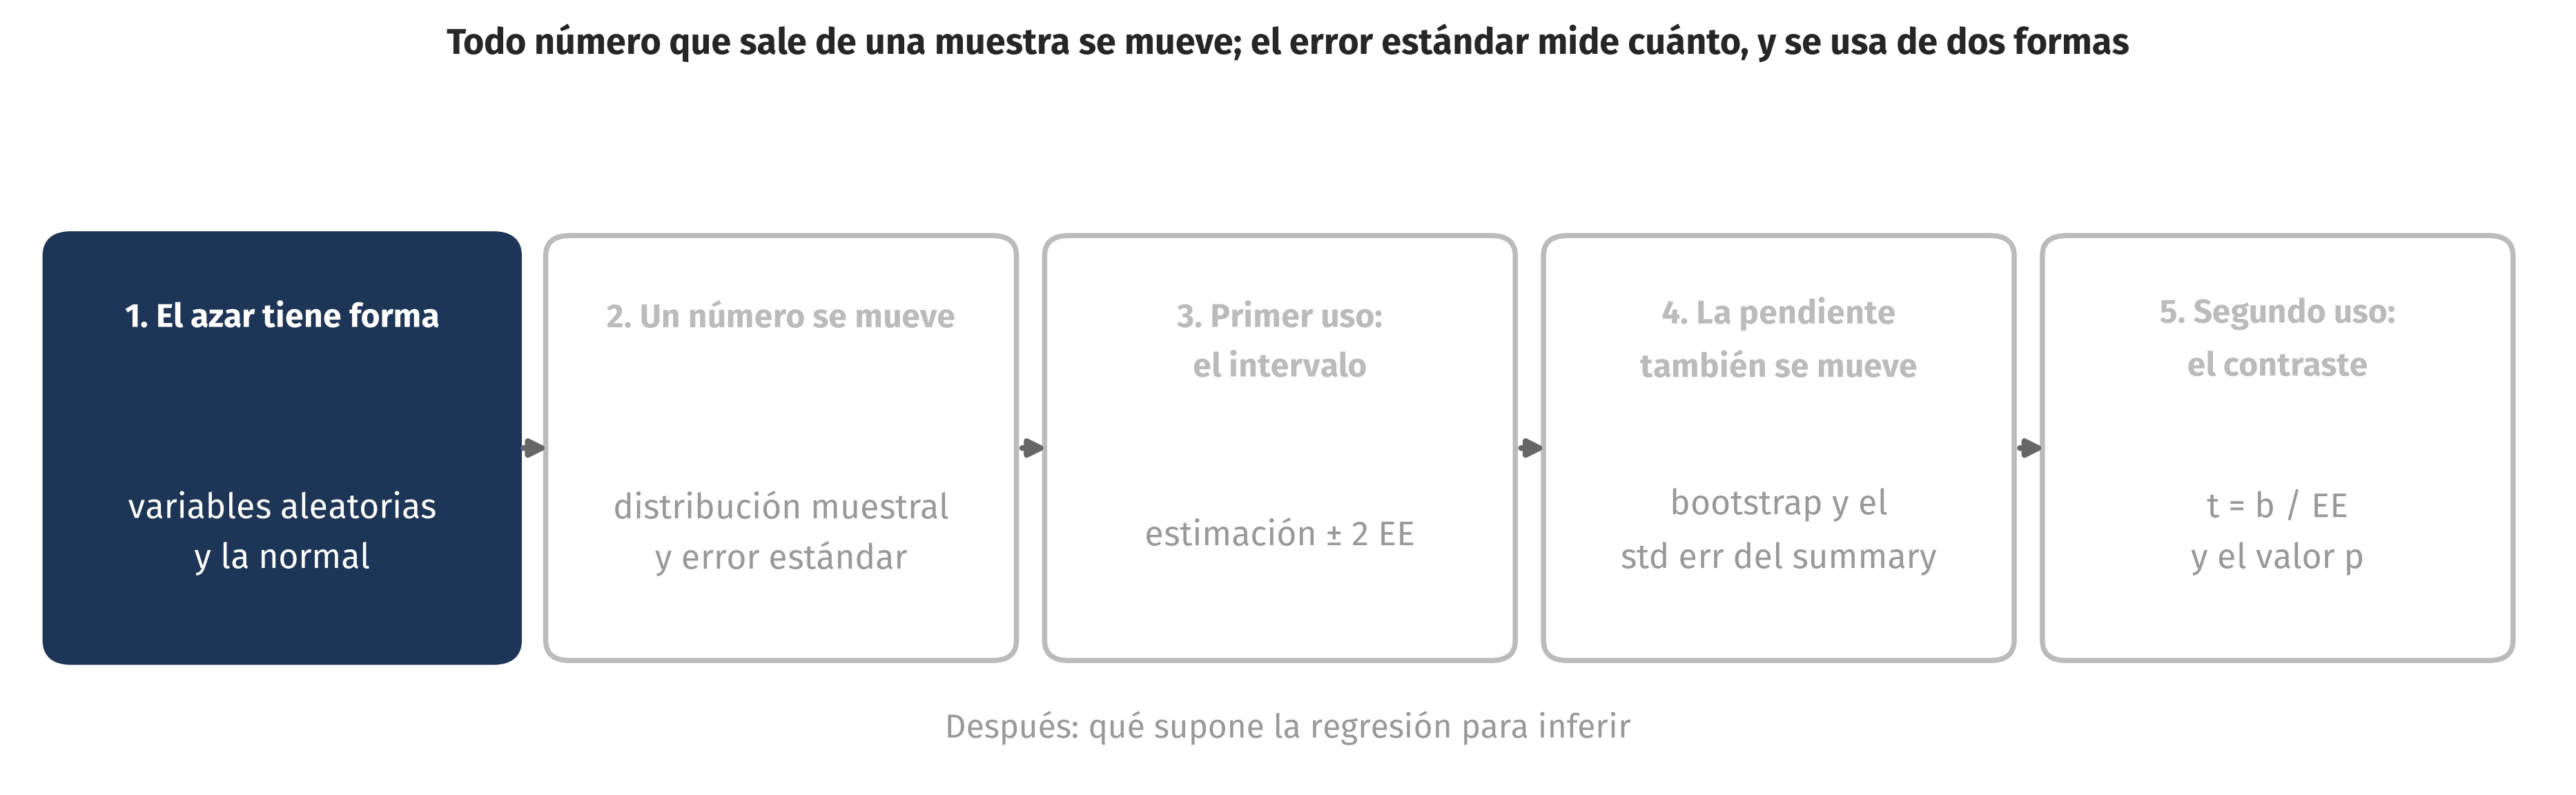 Todo número que sale de una muestra se mueve; el error estándar mide cuánto, y se usa de dos formas
1. El azar tiene forma
variables aleatorias
y la normal
2. Un número se mueve
distribución muestral
y error estándar
3. Primer uso:
el intervalo
estimación ± 2 EE
4. La pendiente
también se mueve
bootstrap y el
std err del summary
5. Segundo uso:
el contraste
t = b / EE
y el valor p
Después: qué supone la regresión para inferir